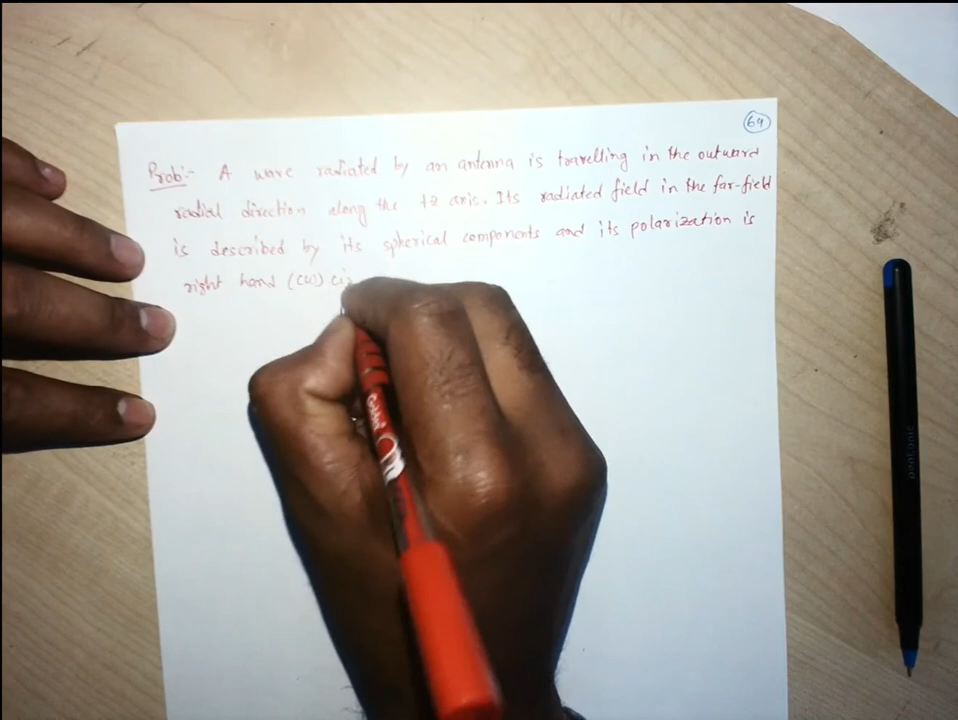 69
Prob:- A wave radiated by an antenna is travelling in the outward
radial direction along the +z axis. Its radiated field in the far-field
is described by its spherical components and its polarization is
right hand (CW) cir